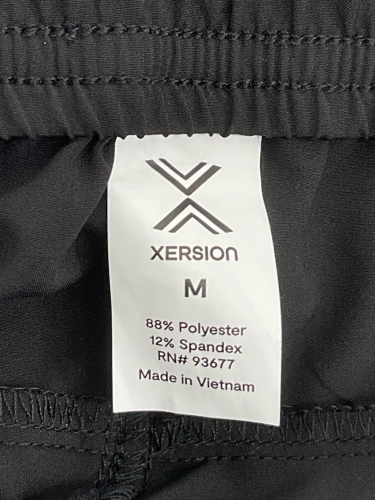 XERSION
M
88% Polyester
12% Spandex
RN# 93677
Made in Vietnam